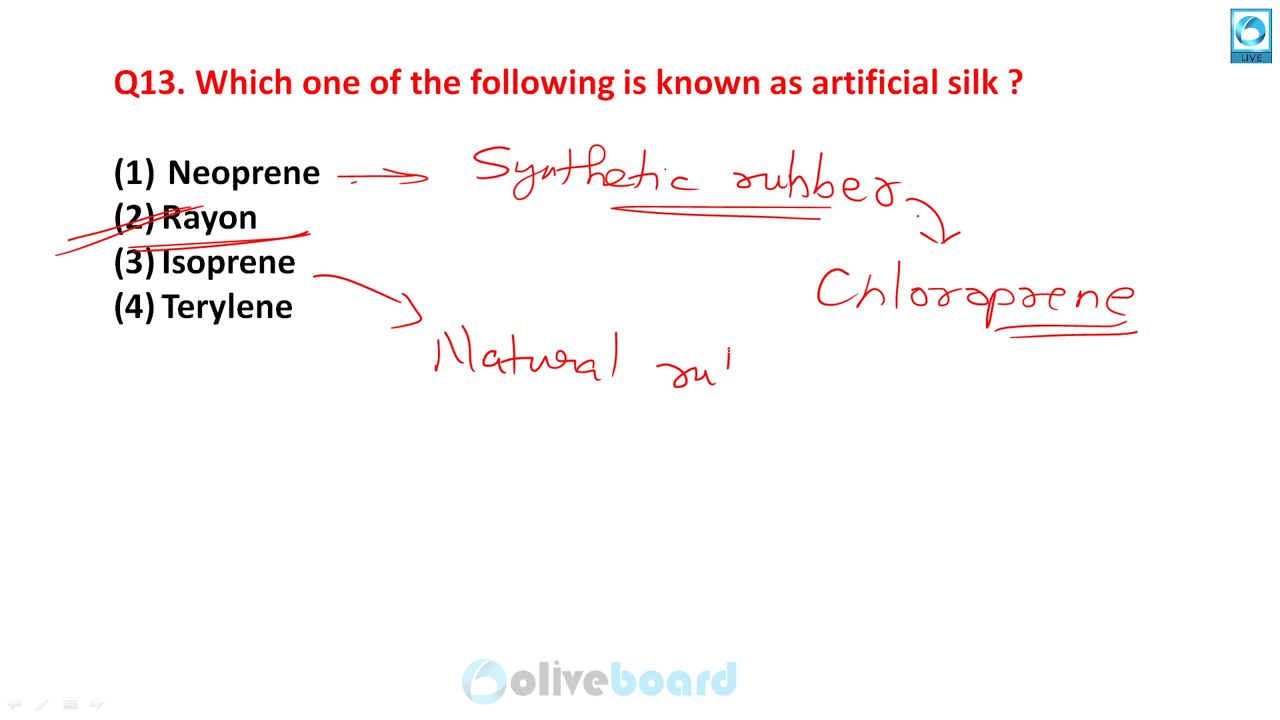 LIVE
Q13. Which one of the following is known as artificial silk ?
(1) Neoprene
Synthetic rubber
(2) Rayon
(3) Isoprene
Chloraprene
(4) Terylene
Natural
oliveboard